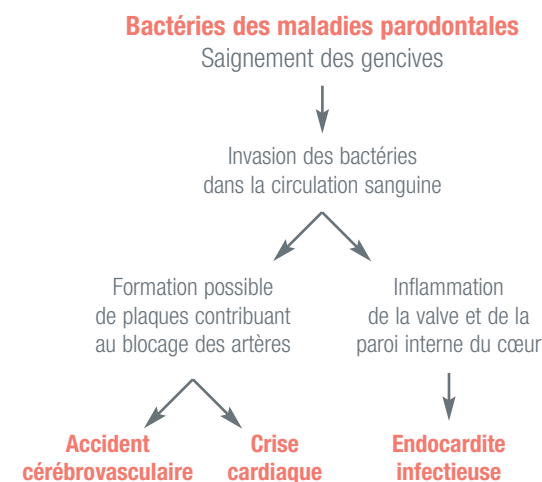 Bactéries des maladies parodontales
Saignement des gencives
Invasion des bactéries
dans la circulation sanguine
Formation possible
de plaques contribuant
au blocage des artères
Inflammation
de la valve et de la
paroi interne du cœur
Accident
cérébrovasculaire
Crise
cardiaque
Endocardite
infectieuse